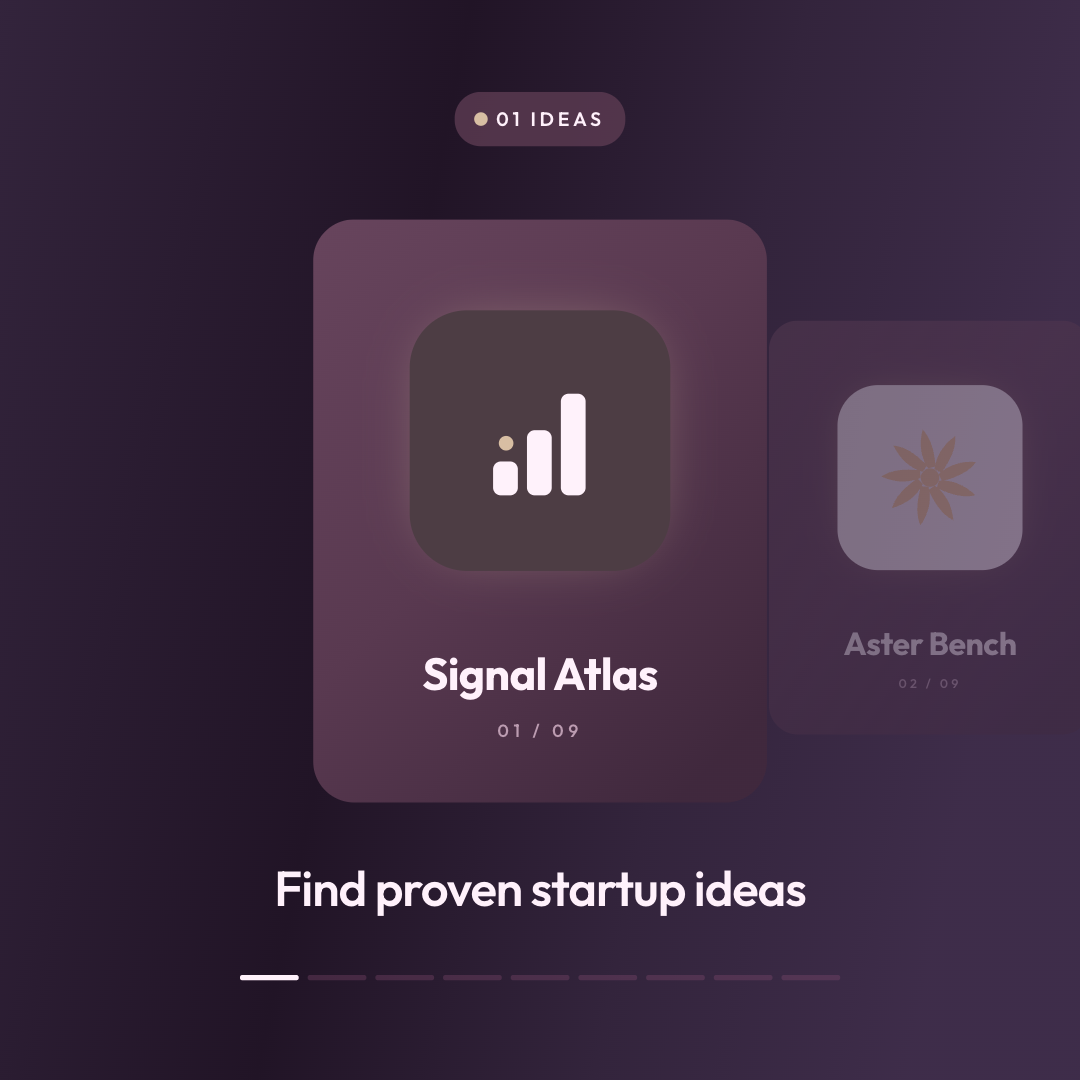 01 IDEAS
Signal Atlas
01 / 09
Aster Bench
02 / 09
Find proven startup ideas